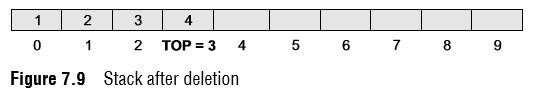 1 2 3 4
0 1 2 TOP = 3 4 5 6 7 8 9
Figure 7.9 Stack after deletion